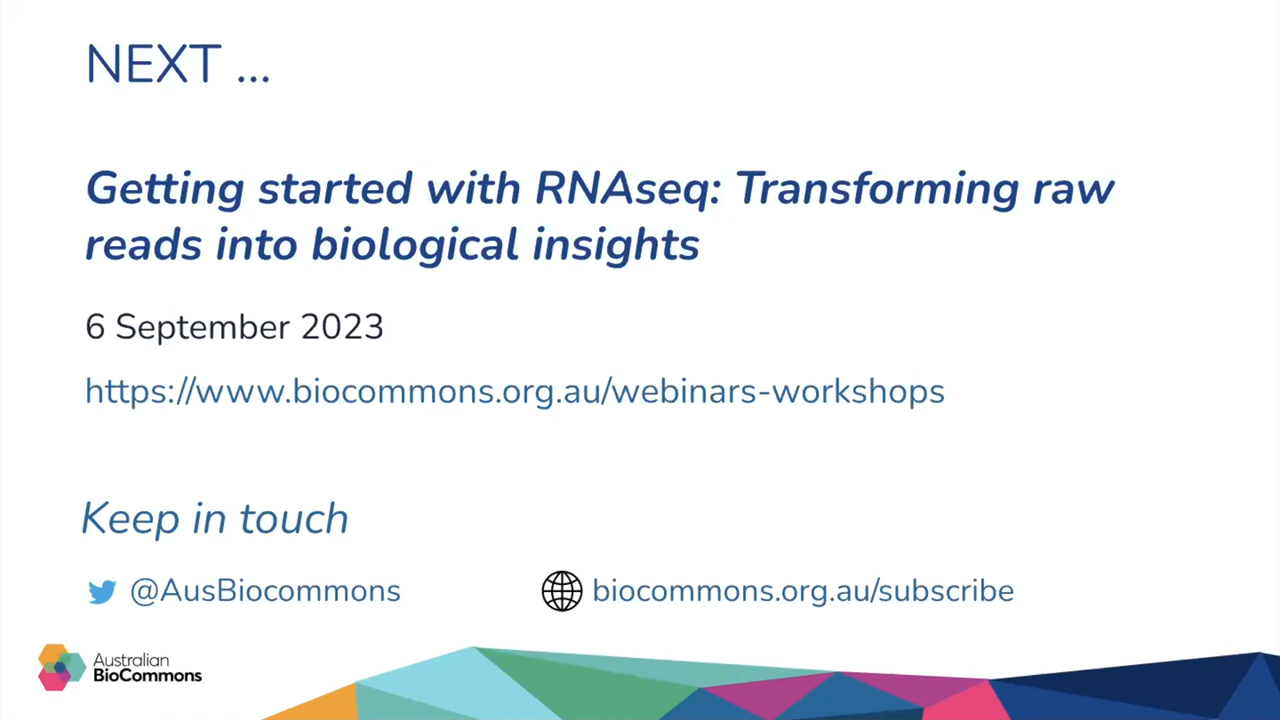 NEXT ...
Getting started with RNAseq: Transforming raw
reads into biological insights
6 September 2023
https://www.biocommons.org.au/webinars-workshops
Keep in touch
@AusBiocommons
biocommons.org.au/subscribe
Australian
BioCommons